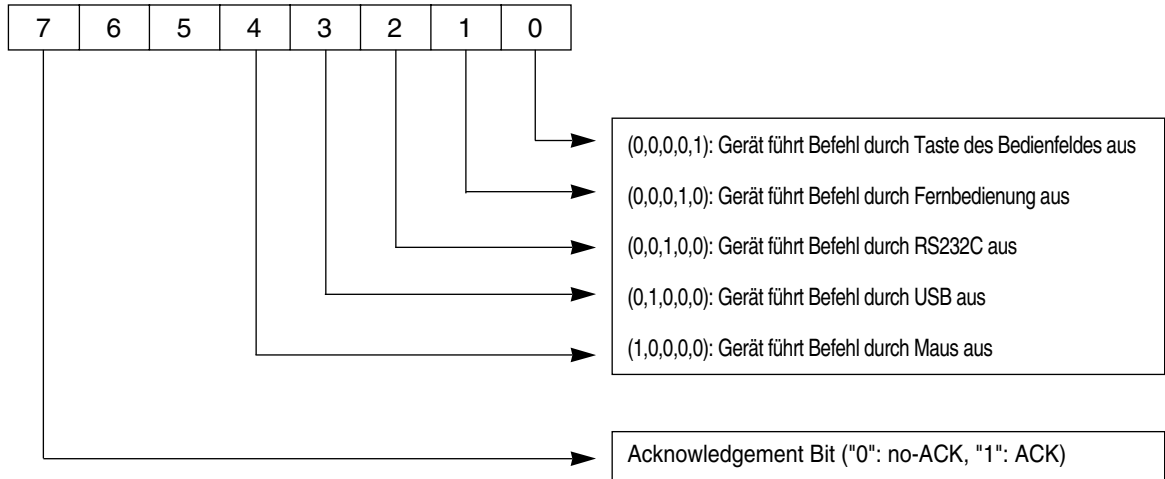 7 6 5 4 3 2 1 0
(0,0,0,0,1): Gerät führt Befehl durch Taste des Bedienfeldes aus
(0,0,0,1,0): Gerät führt Befehl durch Fernbedienung aus
(0,0,1,0,0): Gerät führt Befehl durch RS232C aus
(0,1,0,0,0): Gerät führt Befehl durch USB aus
(1,0,0,0,0): Gerät führt Befehl durch Maus aus
Acknowledgement Bit ("0": no-ACK, "1": ACK)